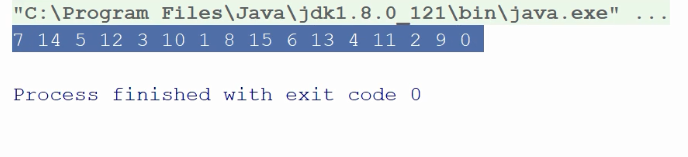 "C:\Program Files\Java\jdk1.8.0_121\bin\java.exe" ...
7 14 5 12 3 10 1 8 15 6 13 4 11 2 9 0
Process finished with exit code 0